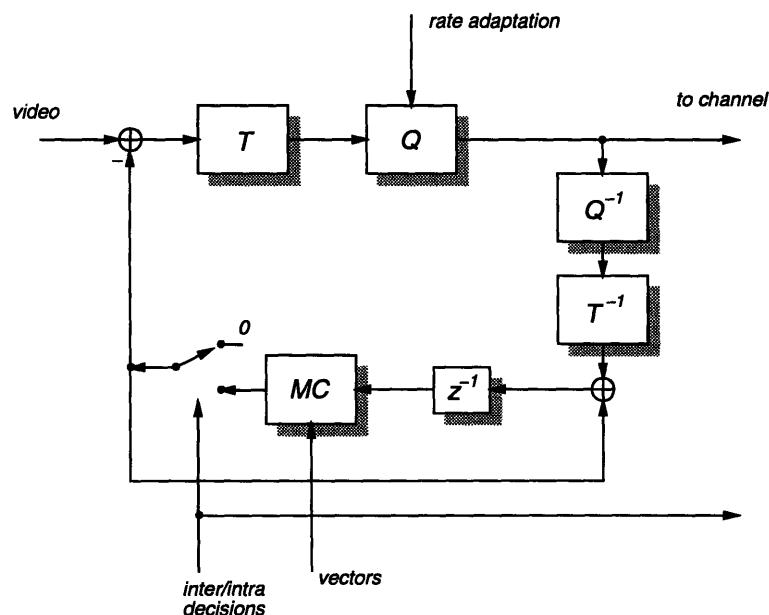 rate adaptation
video
to channel
T
Q
–
Q⁻¹
T⁻¹
0
MC
z⁻¹
vectors
inter/intra
decisions